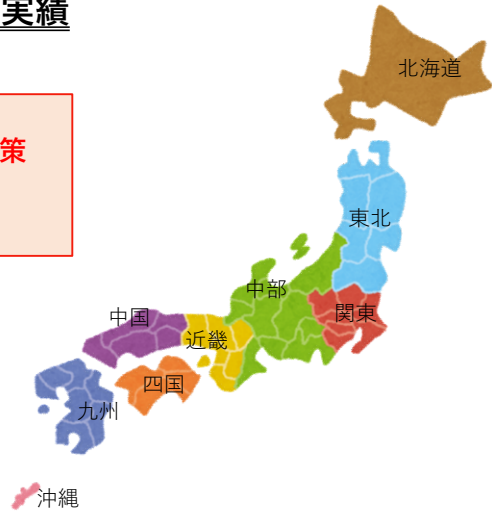 実績
策
北海道
東北
中部
関東
中国
近畿
四国
九州
沖縄